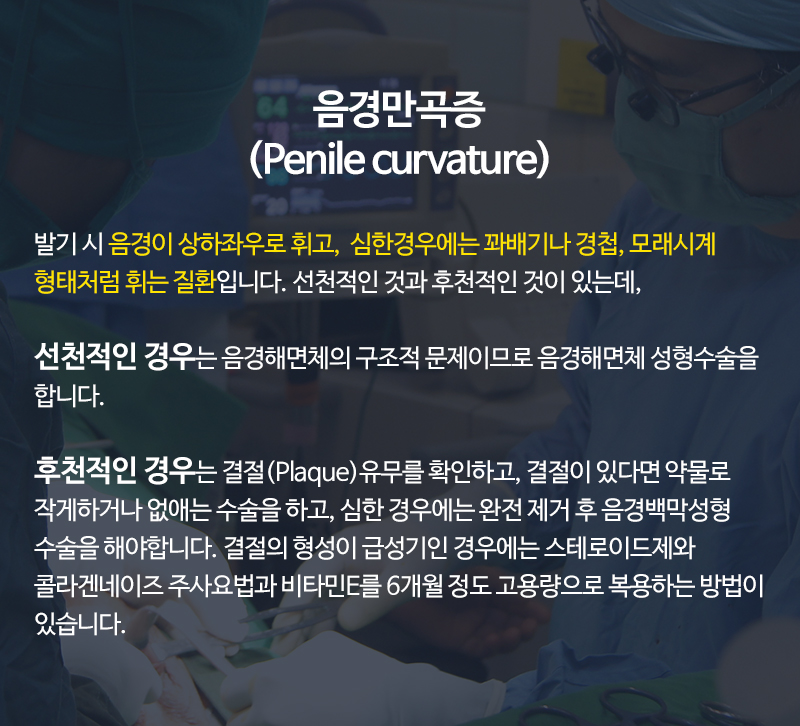 음경만곡증
(Penile curvature)
발기 시 음경이 상하좌우로 휘고, 심한경우에는 꽈배기나 경첩, 모래시계
형태처럼 휘는 질환입니다. 선천적인 것과 후천적인 것이 있는데,
선천적인 경우는 음경해면체의 구조적 문제이므로 음경해면체 성형수술을
합니다.
후천적인 경우는 결절(Plaque)유무를 확인하고, 결절이 있다면 약물로
작게하거나 없애는 수술을 하고, 심한 경우에는 완전 제거 후 음경백막성형
수술을 해야합니다. 결절의 형성이 급성기인 경우에는 스테로이드제와
콜라겐네이즈 주사요법과 비타민E를 6개월 정도 고용량으로 복용하는 방법이
있습니다.
64